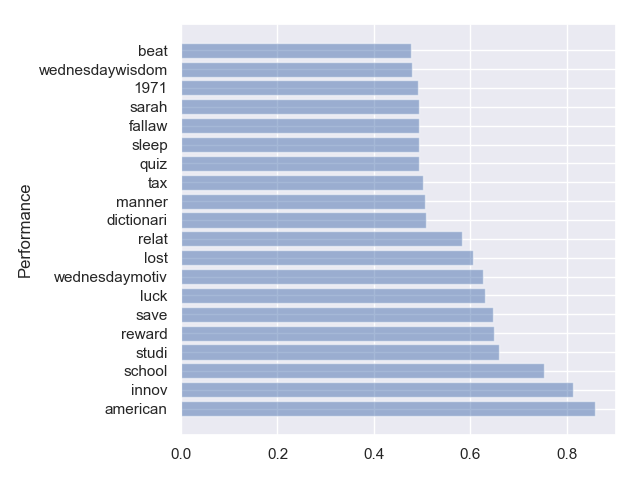 beat
wednesdaywisdom
1971
sarah
fallaw
sleep
quiz
tax
manner
dictionari
relat
lost
wednesdaymotiv
luck
save
reward
studi
school
innov
american
Performance
0.0 0.2 0.4 0.6 0.8